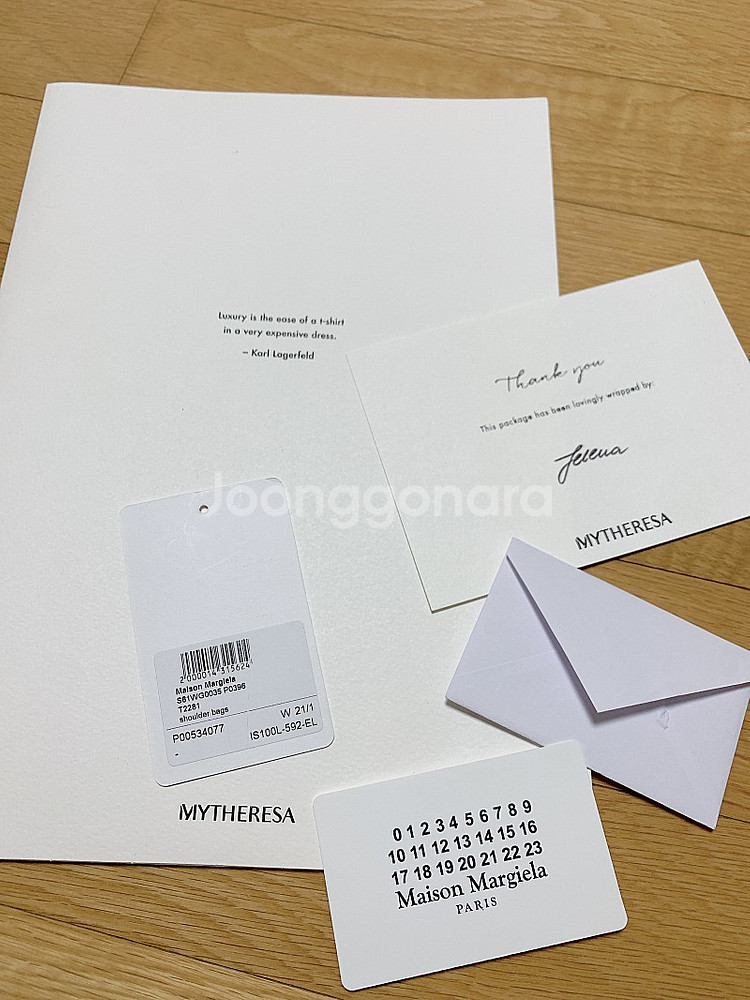 Luxury is the ease of a t-shirt
in a very expensive dress.
– Karl Lagerfeld
Thank you
This package has been lovingly wrapped by:
Jelena
MYTHERESA
Joonggonara
2000014315624
Maison Margiela
S61WG0035 P0396
T2281
shoulder bags
P00534077
W 21/1
-
IS100L-592-EL
MYTHERESA
0 1 2 3 4 5 6 7 8 9
10 11 12 13 14 15 16
17 18 19 20 21 22 23
Maison Margiela
PARIS